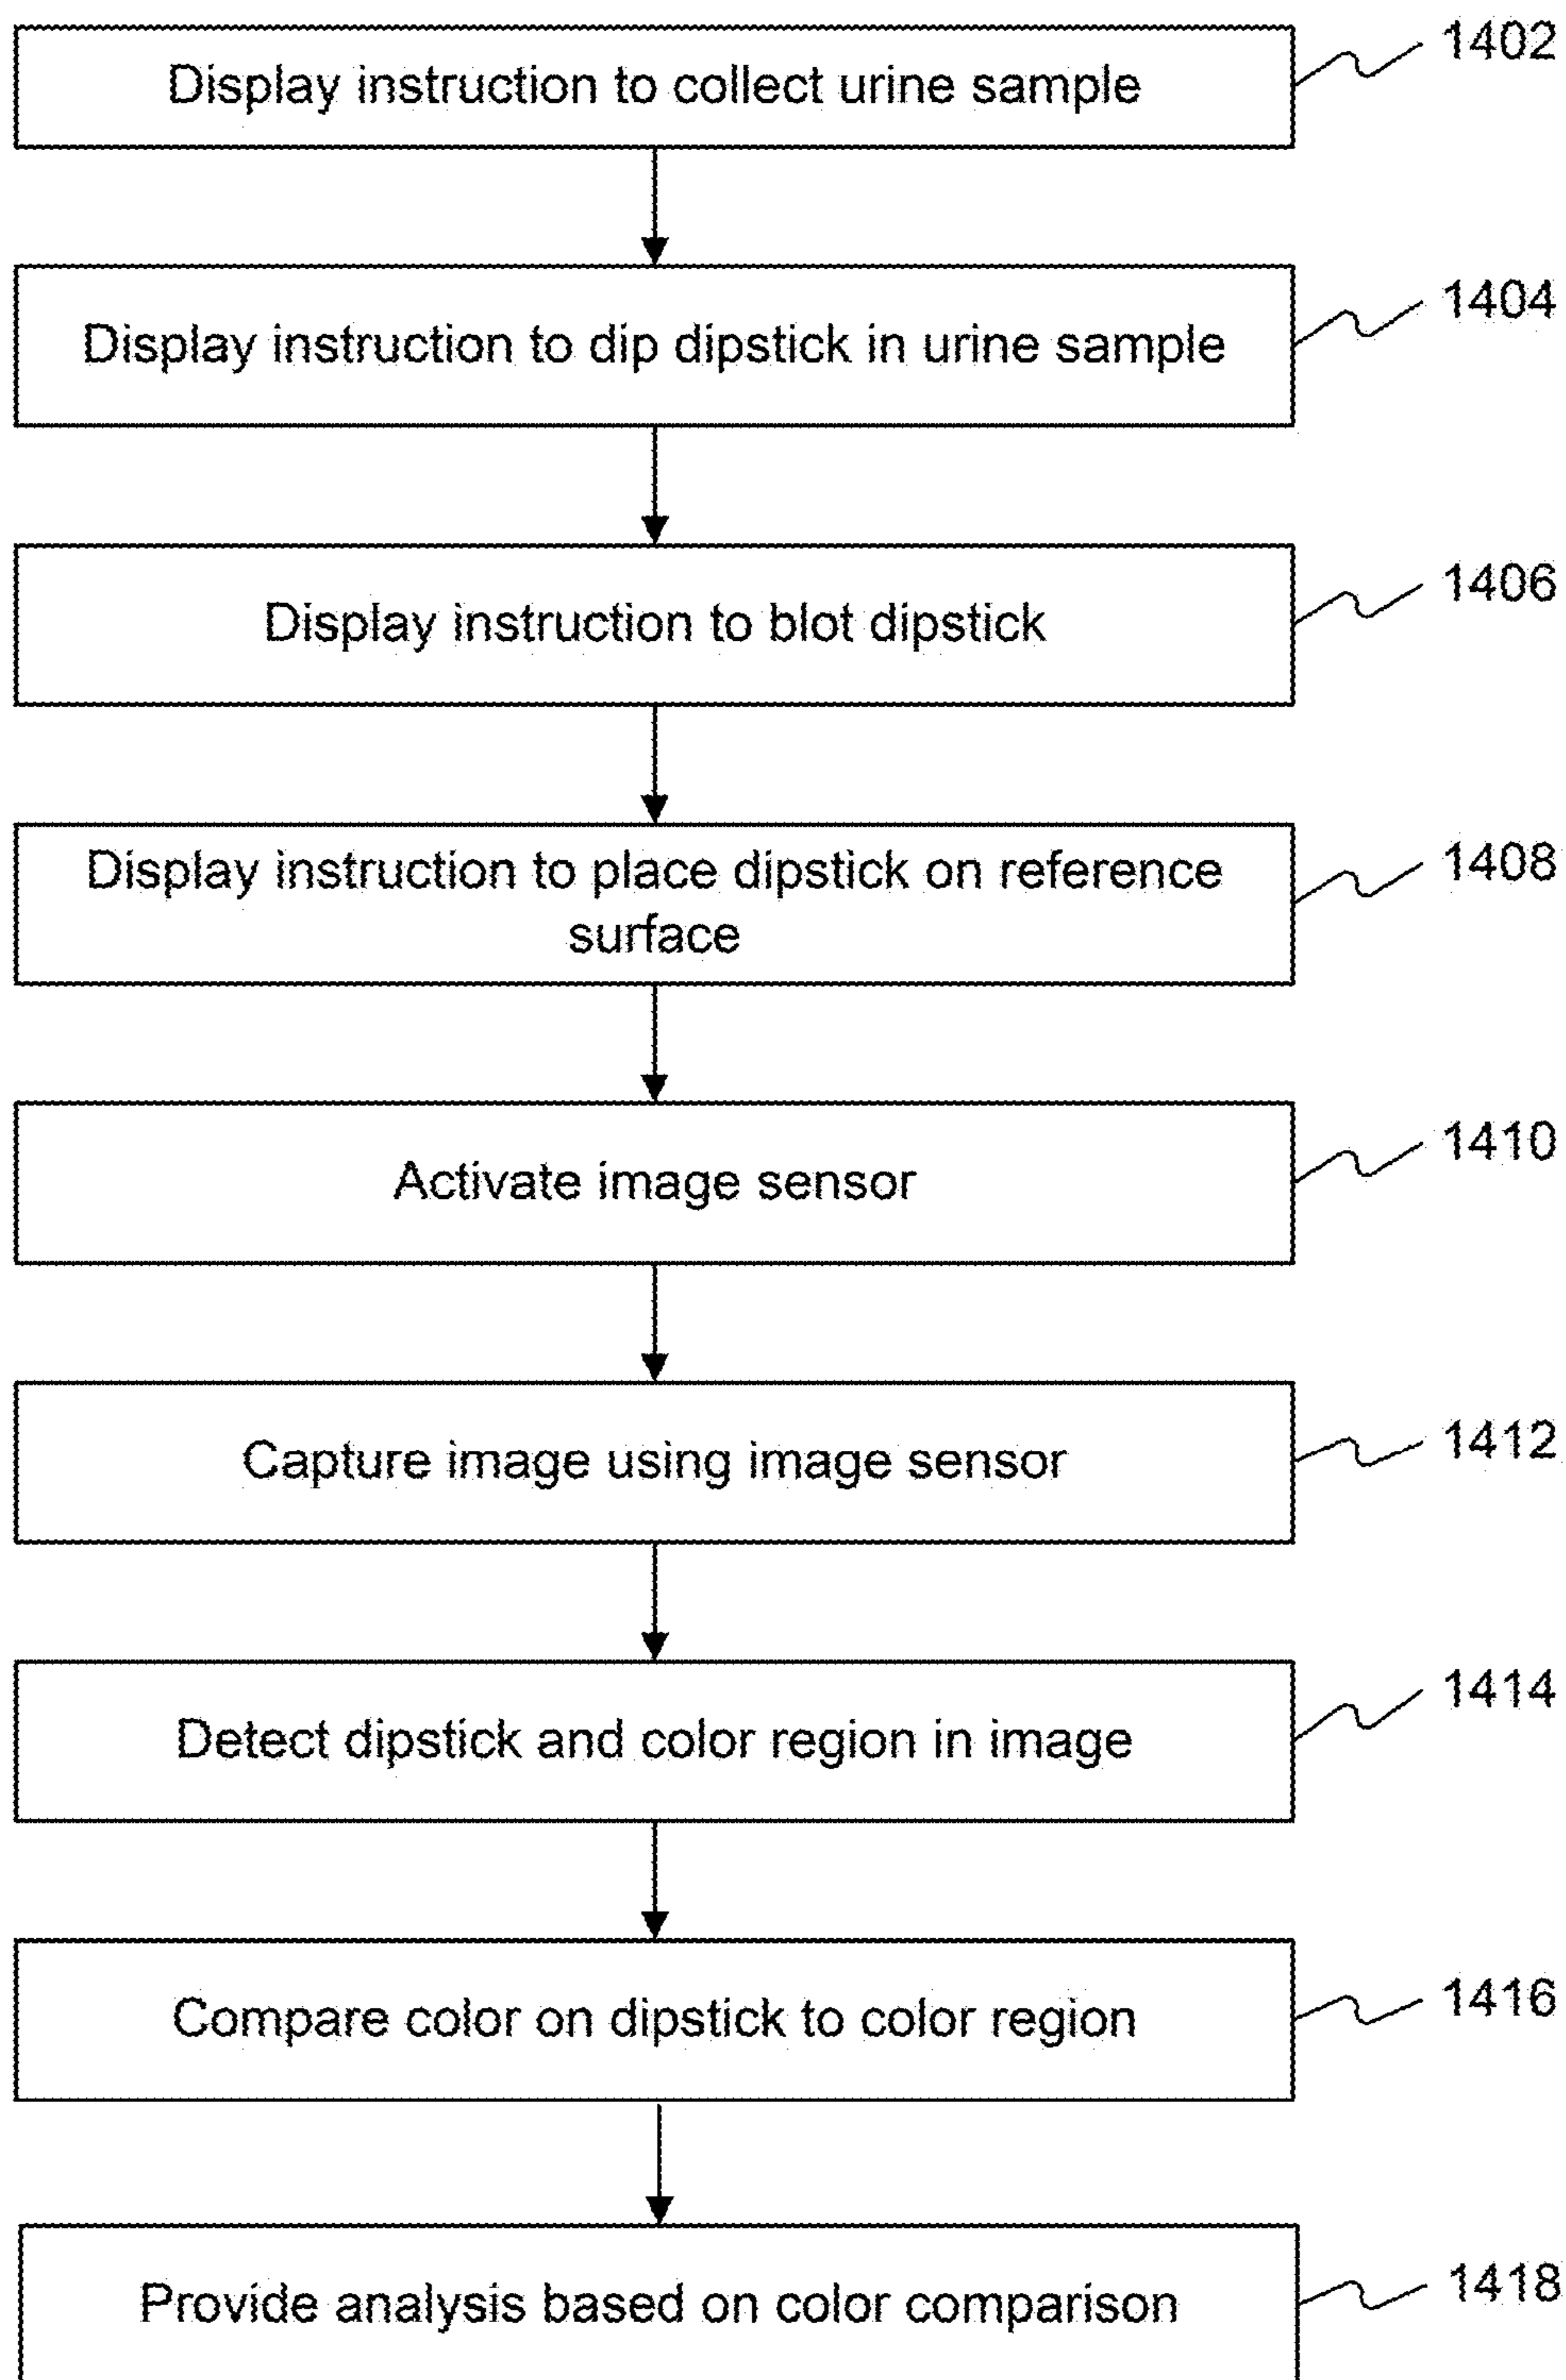 Display instruction to collect urine sample
1402
Display instruction to dip dipstick in urine sample
1404
Display instruction to blot dipstick
1406
Display instruction to place dipstick on reference
surface
1408
Activate image sensor
1410
Capture image using image sensor
1412
Detect dipstick and color region in image
1414
Compare color on dipstick to color region
1416
Provide analysis based on color comparison
1418